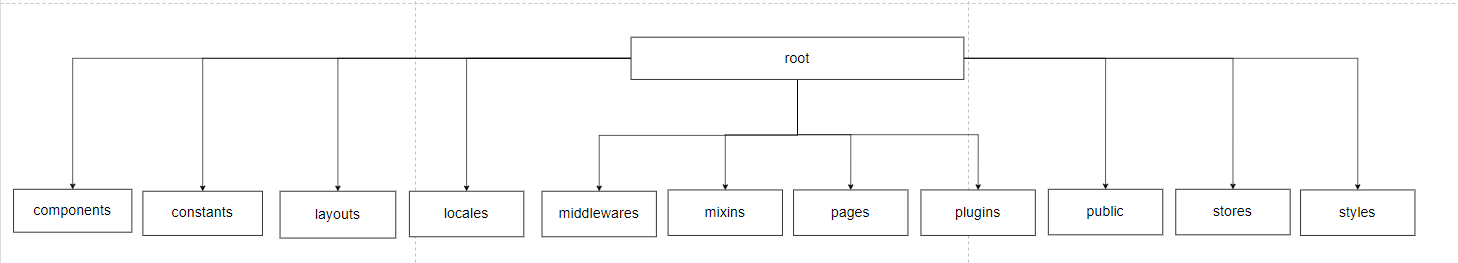 root
components
constants
layouts
locales
middlewares
mixins
pages
plugins
public
stores
styles